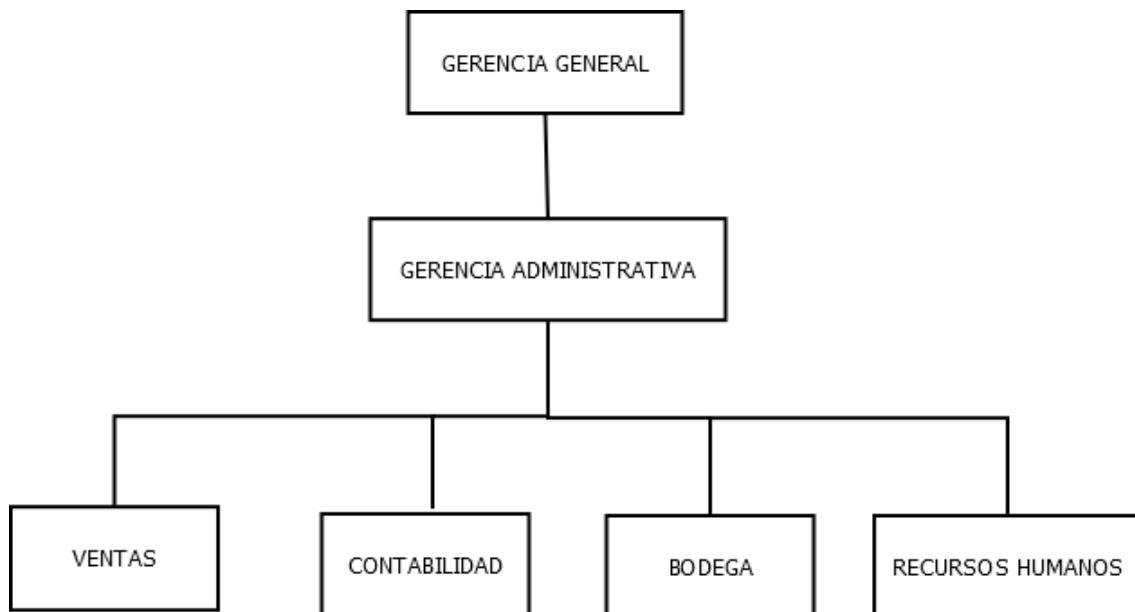 GERENCIA GENERAL
GERENCIA ADMINISTRATIVA
VENTAS
CONTABILIDAD
BODEGA
RECURSOS HUMANOS